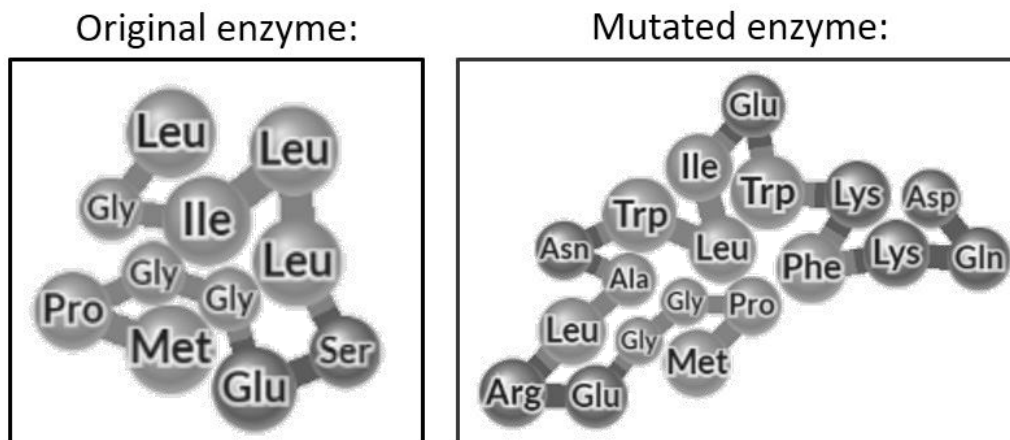 Original enzyme:
Leu
Leu
Gly
Ile
Leu
Gly
Gly
Pro
Met
Ser
Glu
Mutated enzyme:
Glu
Ile
Trp
Lys
Asp
Trp
Asn
Leu
Phe
Lys
Gln
Ala
Gly
Pro
Leu
Gly
Met
Arg
Glu